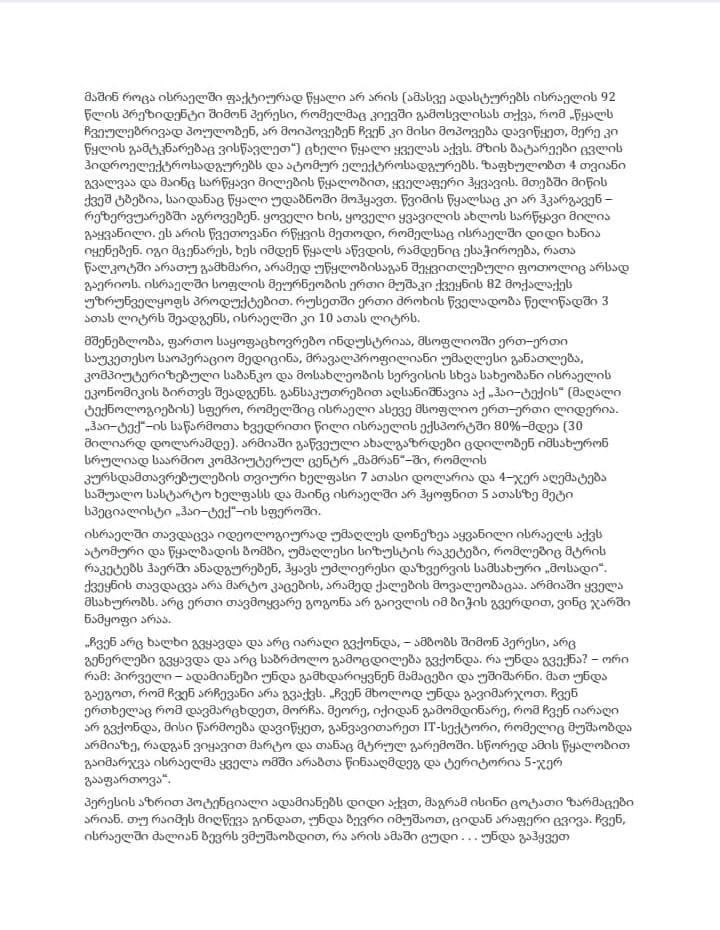 მაშინ როცა ისრაელში ფაქტიურად წყალი არ არის (ამასვე ადასტურებს ისრაელის 92
წლის პრეზიდენტი შიმონ პერესი, რომელმაც კიევში გამოსვლისას თქვა, რომ „წყალს
ჩვეულებრივად პოულობენ, არ მოიპოვებენ ჩვენ კი მისი მოპოვება დავიწყეთ, მერე კი
წყლის გამტკნარებაც ვისწავლეთ“) ცხელი წყალი ყველას აქვს. მზის ბატარეები ცვლის
ჰიდროელექტროსადგურებს და ატომურ ელექტროსადგურებს. ზაფხულობთ 4 თვიანი
გვალვაა და მაინც სარწყავი მილების წყალობით, ყველაფერი ჰყვავის. მთებში მიწის
ქვეშ ტბებია, საიდანაც წყალი უდაბნოში მოჰყავთ. წვიმის წყალსაც კი არ ჰკარგავენ –
რეზერვუარებში აგროვებენ. ყოველი ხის, ყოველი ყვავილის ახლოს სარწყავი მილია
გაყვანილი. ეს არის წვეთოვანი რწყვის მეთოდი, რომელსაც ისრაელში დიდი ხანია
იყენებენ. იგი მცენარეს, ხეს იმდენ წყალს აწვდის, რამდენიც ესაჭიროება, რათა
წალკოტში არათუ გამხმარი, არამედ უწყლობისაგან შეყვითლებული ფოთოლიც არსად
გაერიოს. ისრაელში სოფლის მეურნეობის ერთი მუშაკი ქვეყნის 82 მოქალაქეს
უზრუნველყოფს პროდუქტებით. რუსეთში ერთი ძროხის წველადობა წელიწადში 3
ათას ლიტრს შეადგენს, ისრაელში კი 10 ათას ლიტრს.
მშენებლობა, ფართო საყოფაცხოვრებო ინდუსტრიაა, მსოფლიოში ერთ–ერთი
საუკეთესო საოპერაციო მედიცინა, მრავალპროფილიანი უმაღლესი განათლება,
კომპიუტერიზებული საბანკო და მოსახლეობის სერვისის სხვა სახეობანი ისრაელის
ეკონომიკის ბირთვს შეადგენს. განსაკუთრებით აღსანიშნავია აქ „ჰაი–ტექის“ (მაღალი
ტექნოლოგიების) სფერო, რომელშიც ისრაელი ასევე მსოფლიო ერთ–ერთი ლიდერია.
„ჰაი–ტექ“–ის საწარმოთა ხვედრითი წილი ისრაელის ექსპორტში 80%–მდეა (30
მილიარდ დოლარამდე). არმიაში გაწვეული ახალგაზრდები ცდილობენ იმსახურონ
სრულიად საარმიო კომპიუტერულ ცენტრ „მამრან“–ში, რომლის
კურსდამთავრებულების თვიური ხელფასი 7 ათასი დოლარია და 4–ჯერ აღემატება
საშუალო სასტარტო ხელფასს და მაინც ისრაელში არ ჰყოფნით 5 ათასზე მეტი
სპეციალისტი „ჰაი–ტექ“–ის სფეროში.
ისრაელში თავდაცვა იდეოლოგიურად უმაღლეს დონეზეა აყვანილი ისრაელს აქვს
ატომური და წყალბადის ბომბი, უმაღლესი სიზუსტის რაკეტები, რომლებიც მტრის
რაკეტებს ჰაერში ანადგურებენ, ჰყავს უძლიერესი დაზვერვის სამსახური „მოსადი“.
ქვეყნის თავდაცვა არა მარტო კაცების, არამედ ქალების მოვალეობაცაა. არმიაში ყველა
მსახურობს. არც ერთი თავმოყვარე გოგონა არ გაივლის იმ ბიჭის გვერდით, ვინც ჯარში
ნამყოფი არაა.
„ჩვენ არც ხალხი გვყავდა და არც იარაღი გვქონდა, – ამბობს შიმონ პერესი, არც
გენერლები გვყავდა და არც საბრძოლო გამოცდილება გვქონდა. რა უნდა გვექნა? – ორი
რამ: პირველი – ადამიანები უნდა გამხდარიყვნენ მამაცები და უშიშარნი. მათ უნდა
გაეგოთ, რომ ჩვენ არჩევანი არა გვაქვს. „ჩვენ მხოლოდ უნდა გავიმარჯოთ. ჩვენ
ერთხელაც რომ დავმარცხდეთ, მორჩა. მეორე, იქიდან გამომდინარე, რომ ჩვენ იარაღი
არ გვქონდა, მისი წარმოება დავიწყეთ, განვავითარეთ IT-სექტორი, რომელიც მუშაობდა
არმიაზე, რადგან ვიყავით მარტო და თანაც მტრულ გარემოში. სწორედ ამის წყალობით
გაიმარჯვა ისრაელმა ყველა ომში არაბთა წინააღმდეგ და ტერიტორია 5-ჯერ
გააფართოვა“.
პერესის აზრით პოტენციალი ადამიანებს დიდი აქვთ, მაგრამ ისინი ცოტათი ზარმაცები
არიან. თუ რაიმეს მიღწევა გინდათ, უნდა ბევრი იმუშაოთ, ციდან არაფერი ცვივა. ჩვენ,
ისრაელში ძალიან ბევრს ვმუშაობდით, რა არის ამაში ცუდი . . . უნდა გაჰყვეთ